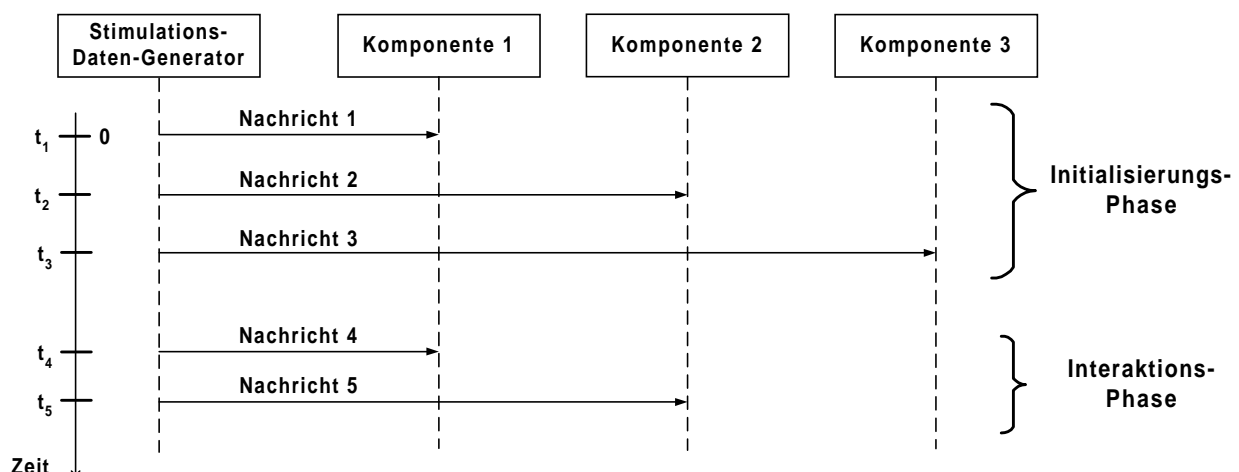 Stimulations-
Daten-Generator
Komponente 1
Komponente 2
Komponente 3
Nachricht 1
t1
0
Nachricht 2
t2
Nachricht 3
t3
Initialisierungs-
Phase
Nachricht 4
t4
Nachricht 5
t5
Interaktions-
Phase
Zeit